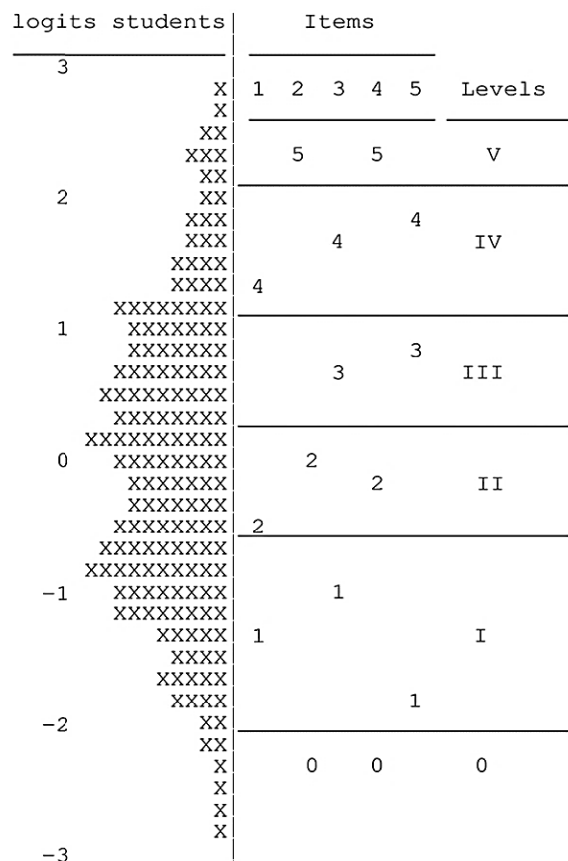 logits students Items
3
X 1 2 3 4 5 Levels
X
XX
XXX 5 5 V
XX
2 XX
XXX 4
XXX 4 IV
XXXX
XXXX 4
XXXXXXXX
1 XXXXXXX
XXXXXXX 3
XXXXXXXX 3 III
XXXXXXXXX
XXXXXXXX
XXXXXXXXXX
0 XXXXXXXX 2
XXXXXXX 2 II
XXXXXXX
XXXXXXXX 2
XXXXXXXXX
XXXXXXXXXX
−1 XXXXXXXX 1
XXXXXXXX
XXXXX 1 I
XXXX
XXXXX
XXXX 1
−2 XX
XX
X 0 0 0
X
X
X
−3